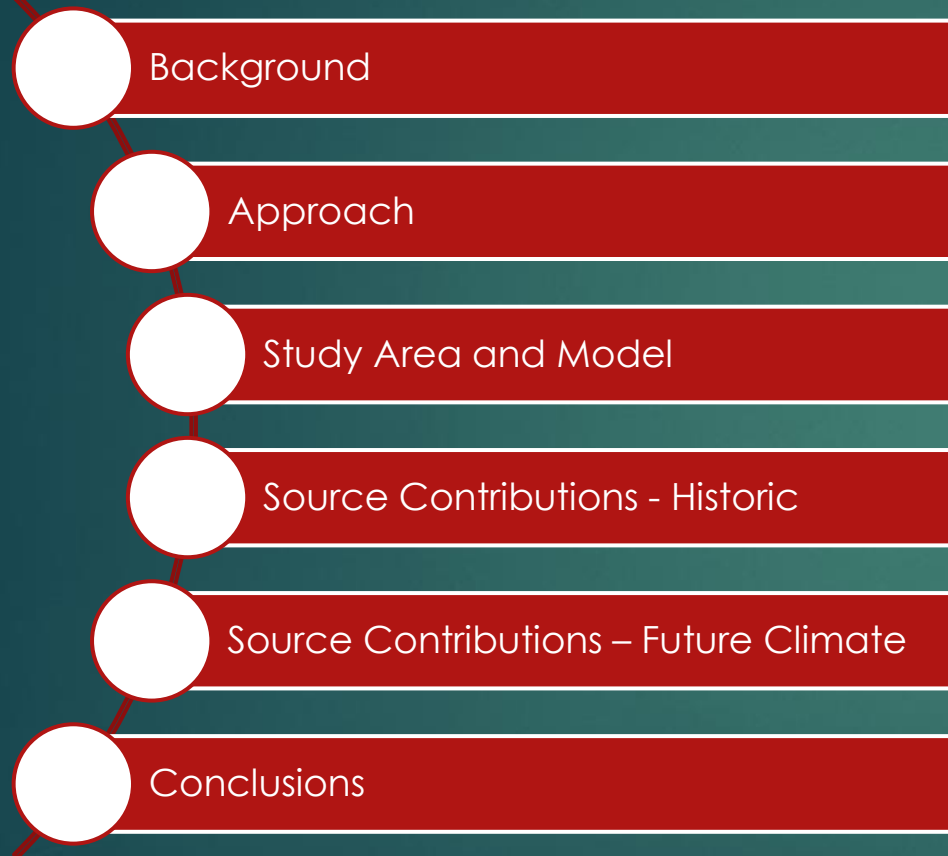 Background
Approach
Study Area and Model
Source Contributions - Historic
Source Contributions – Future Climate
Conclusions